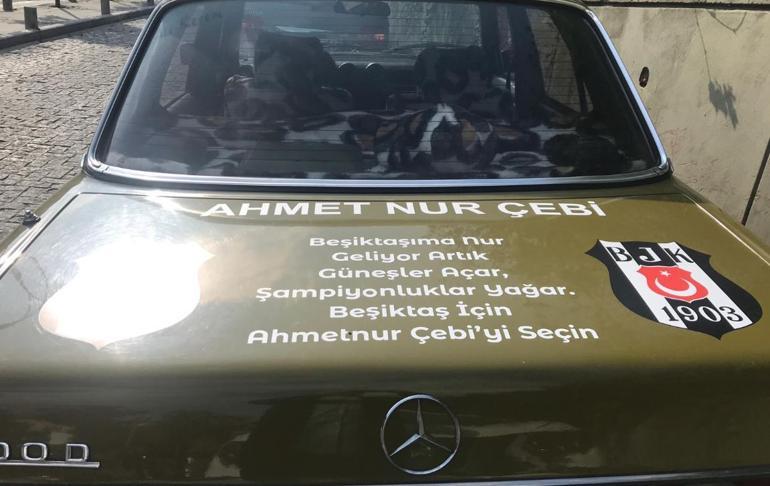 AHMET NUR ÇEBİ
Beşiktaşıma Nur
Geliyor Artık
Güneşler Açar,
Şampiyonluklar Yağar.
Beşiktaş İçin
Ahmetnur Çebi'yi Seçin
BJK
1903
00D